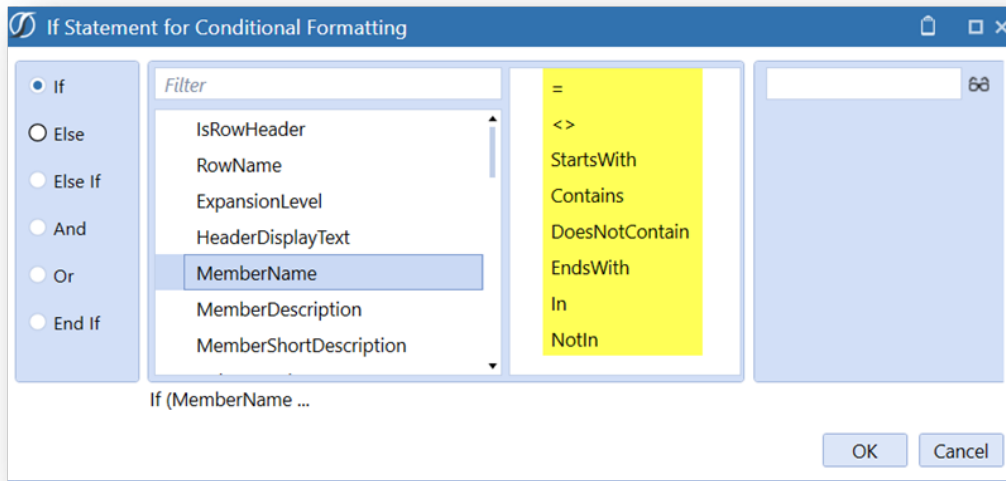 If Statement for Conditional Formatting
If
Else
Else If
And
Or
End If
Filter
IsRowHeader
RowName
ExpansionLevel
HeaderDisplayText
MemberName
MemberDescription
MemberShortDescription
=
<>
StartsWith
Contains
DoesNotContain
EndsWith
In
NotIn
If (MemberName ...
OK
Cancel